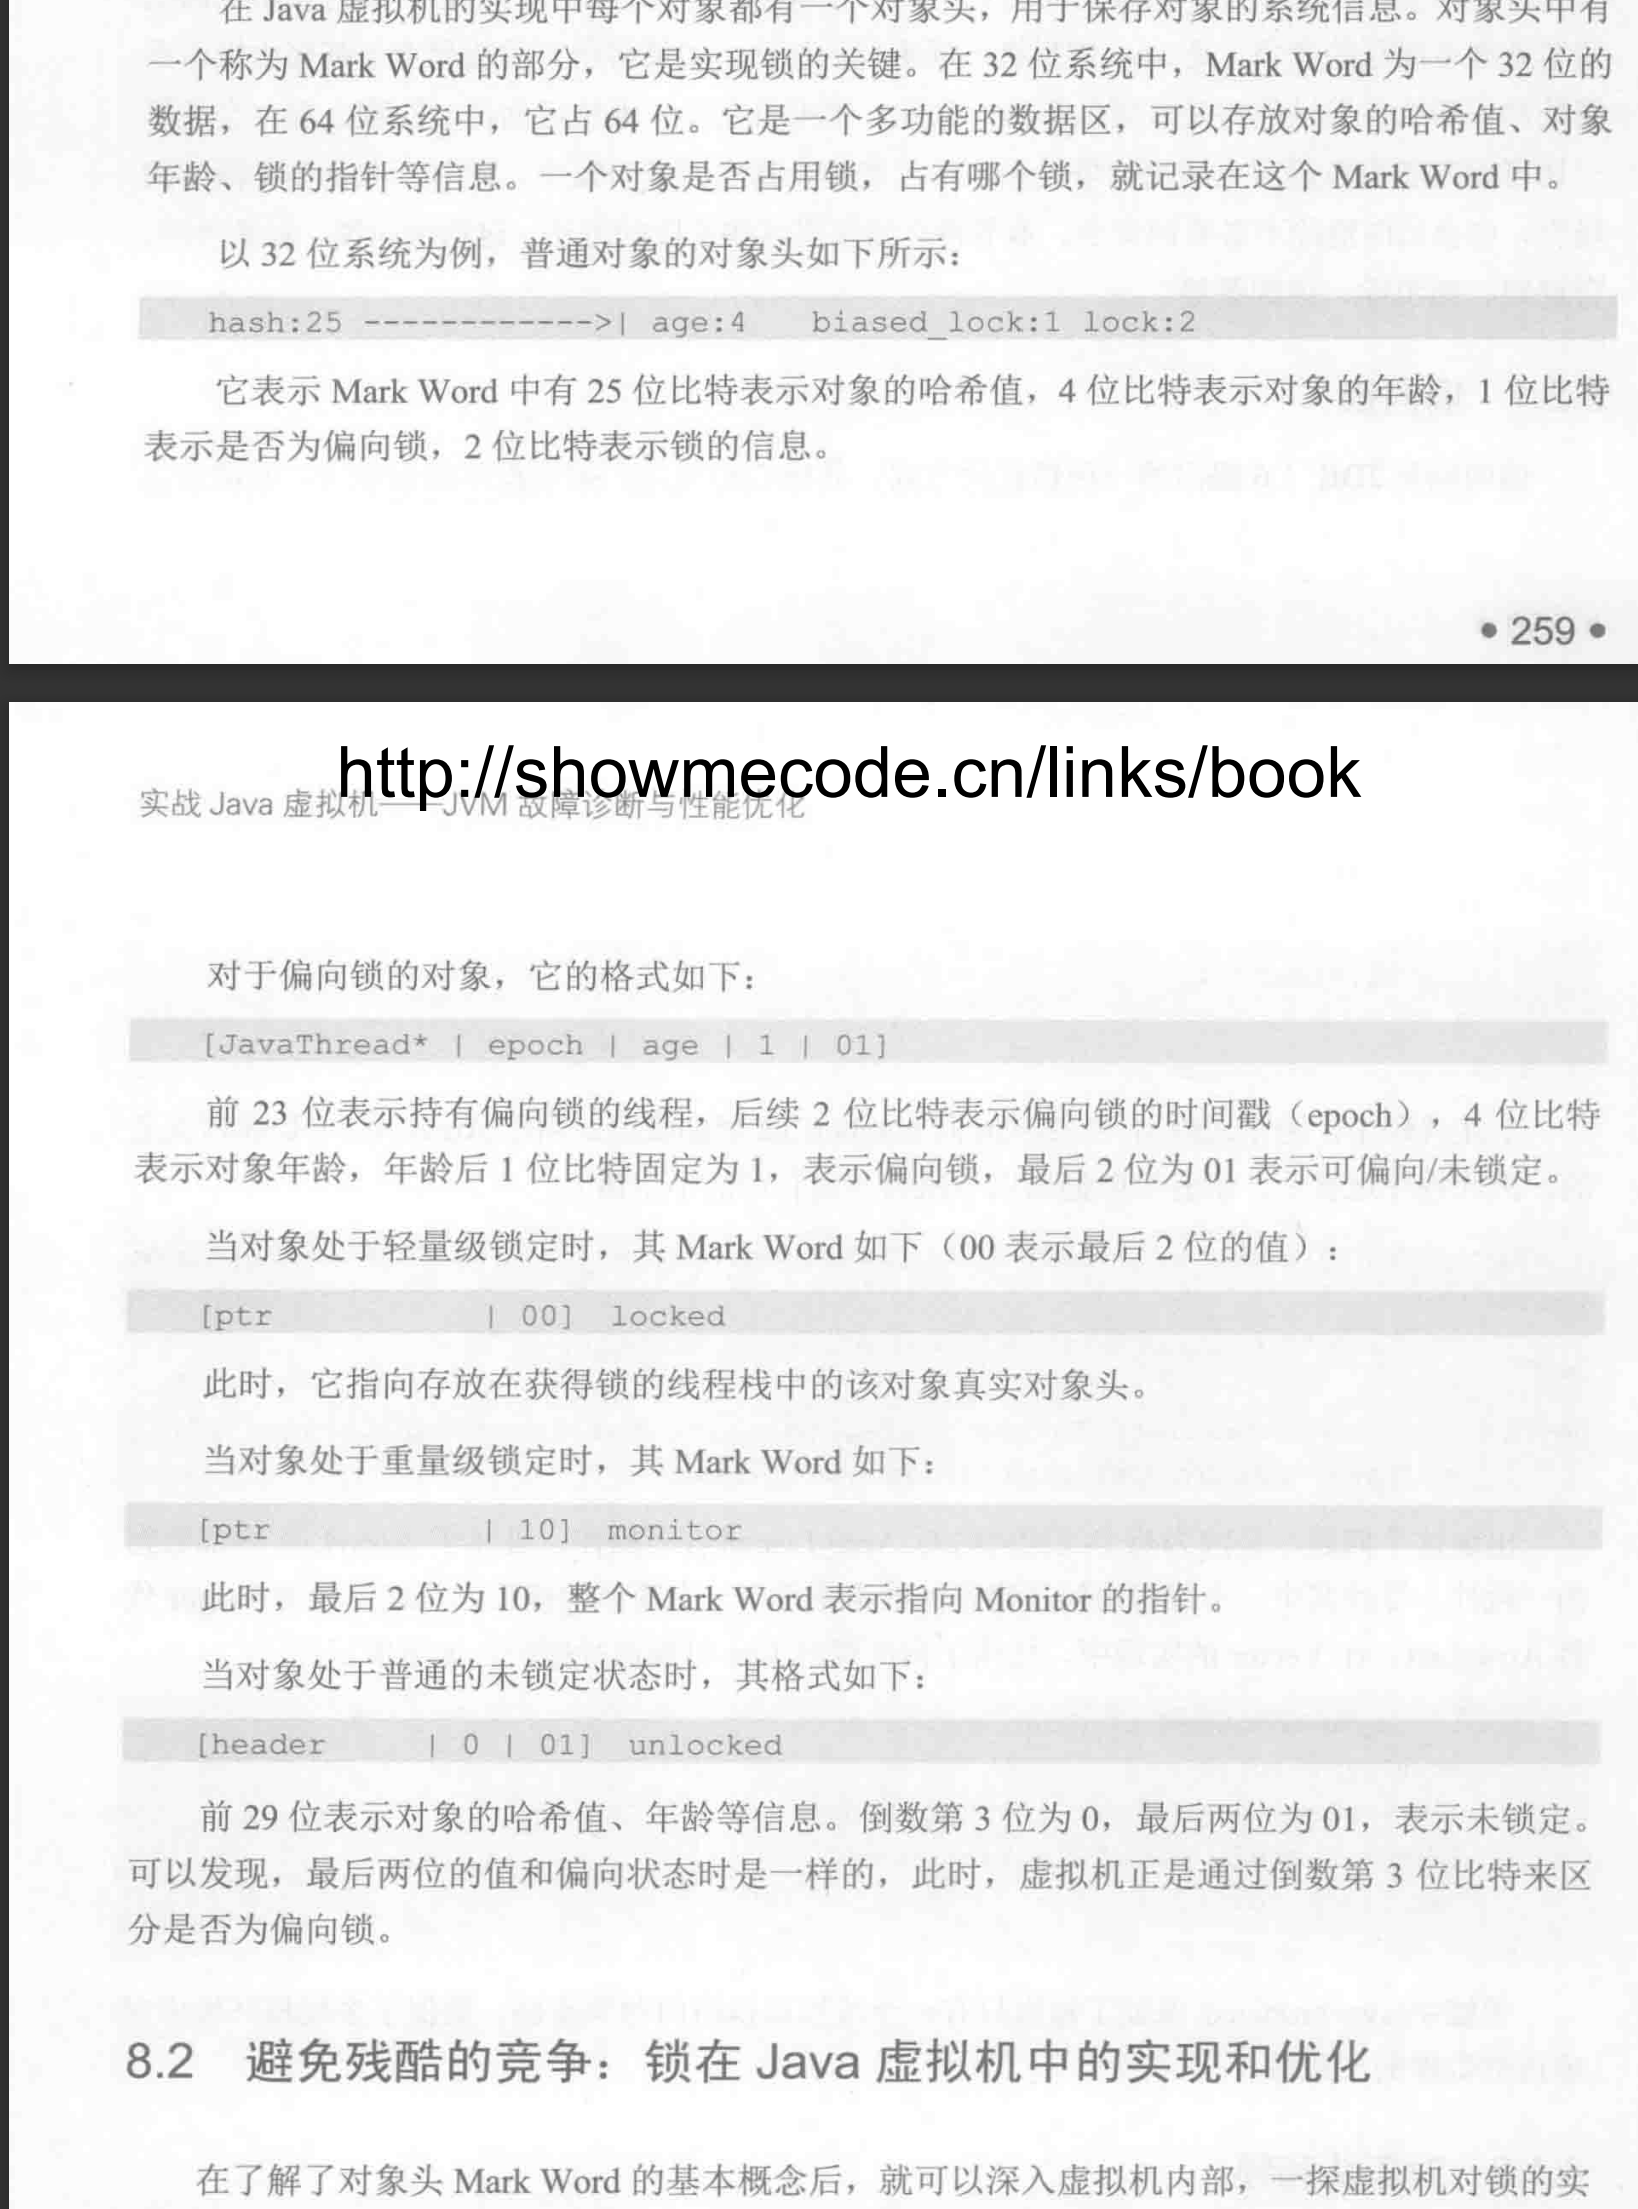 在 Java 虚拟机的实现中每个对象都有一个对象头，用于保存对象的系统信息。对象头中有
一个称为 Mark Word 的部分，它是实现锁的关键。在 32 位系统中，Mark Word 为一个 32 位的
数据，在 64 位系统中，它占 64 位。它是一个多功能的数据区，可以存放对象的哈希值、对象
年龄、锁的指针等信息。一个对象是否占用锁，占有哪个锁，就记录在这个 Mark Word 中。
以 32 位系统为例，普通对象的对象头如下所示：
hash:25 ------------>| age:4 biased_lock:1 lock:2
它表示 Mark Word 中有 25 位比特表示对象的哈希值，4 位比特表示对象的年龄，1 位比特
表示是否为偏向锁，2 位比特表示锁的信息。
• 259 •
http://showmecode.cn/links/book
实战 Java 虚拟机——JVM 故障诊断与性能优化
对于偏向锁的对象，它的格式如下：
[JavaThread* | epoch | age | 1 | 01]
前 23 位表示持有偏向锁的线程，后续 2 位比特表示偏向锁的时间戳（epoch），4 位比特
表示对象年龄，年龄后 1 位比特固定为 1，表示偏向锁，最后 2 位为 01 表示可偏向/未锁定。
当对象处于轻量级锁定时，其 Mark Word 如下（00 表示最后 2 位的值）：
[ptr | 00] locked
此时，它指向存放在获得锁的线程栈中的该对象真实对象头。
当对象处于重量级锁定时，其 Mark Word 如下：
[ptr | 10] monitor
此时，最后 2 位为 10，整个 Mark Word 表示指向 Monitor 的指针。
当对象处于普通的未锁定状态时，其格式如下：
[header | 0 | 01] unlocked
前 29 位表示对象的哈希值、年龄等信息。倒数第 3 位为 0，最后两位为 01，表示未锁定。
可以发现，最后两位的值和偏向状态时是一样的，此时，虚拟机正是通过倒数第 3 位比特来区
分是否为偏向锁。
8.2 避免残酷的竞争：锁在 Java 虚拟机中的实现和优化
在了解了对象头 Mark Word 的基本概念后，就可以深入虚拟机内部，一探虚拟机对锁的实